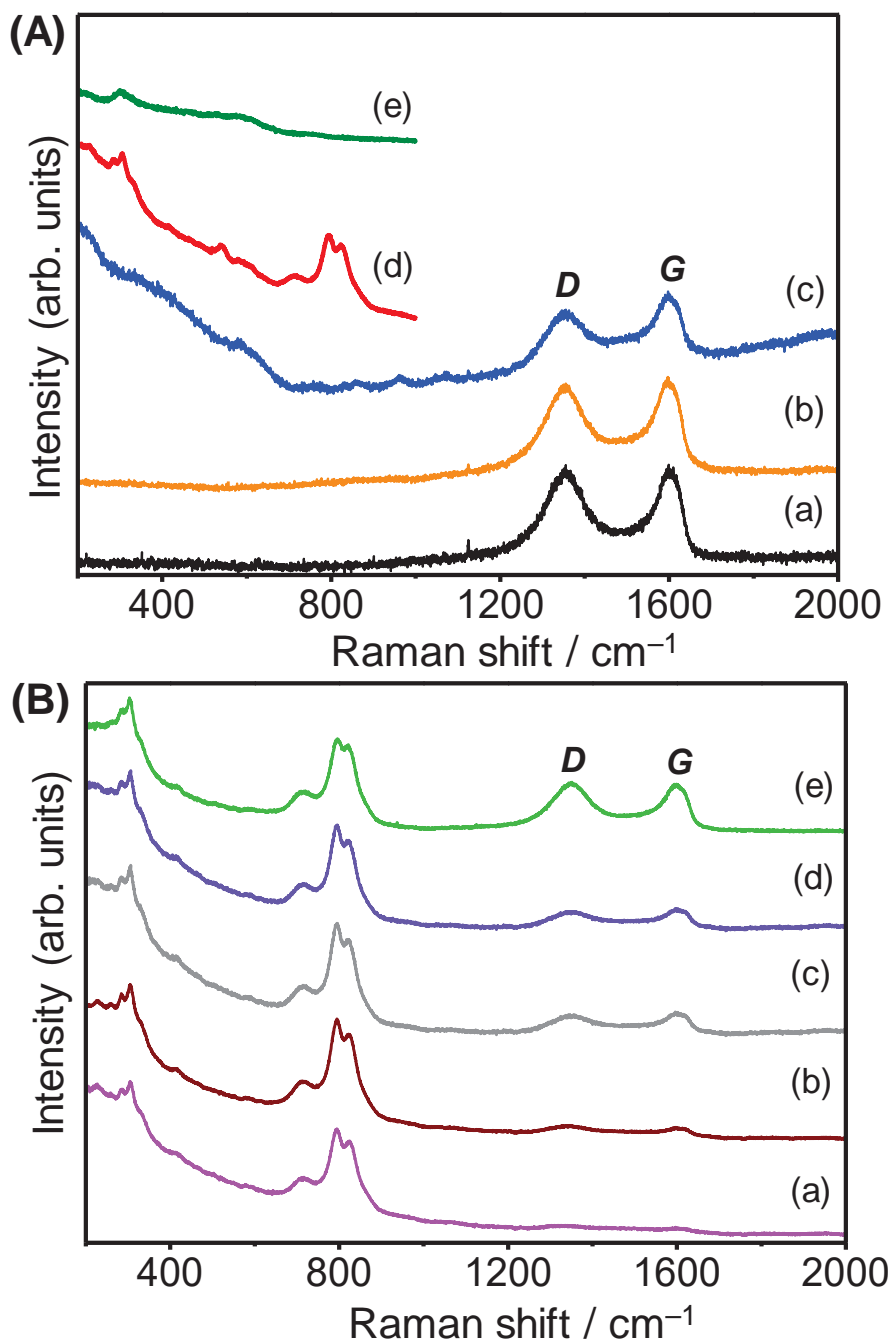 (A)
(e)
(d)
D
G
(c)
(b)
(a)
Intensity (arb. units)
400 800 1200 1600 2000
Raman shift / cm⁻¹
(B)
D
G
(e)
(d)
(c)
(b)
(a)
Intensity (arb. units)
400 800 1200 1600 2000
Raman shift / cm⁻¹